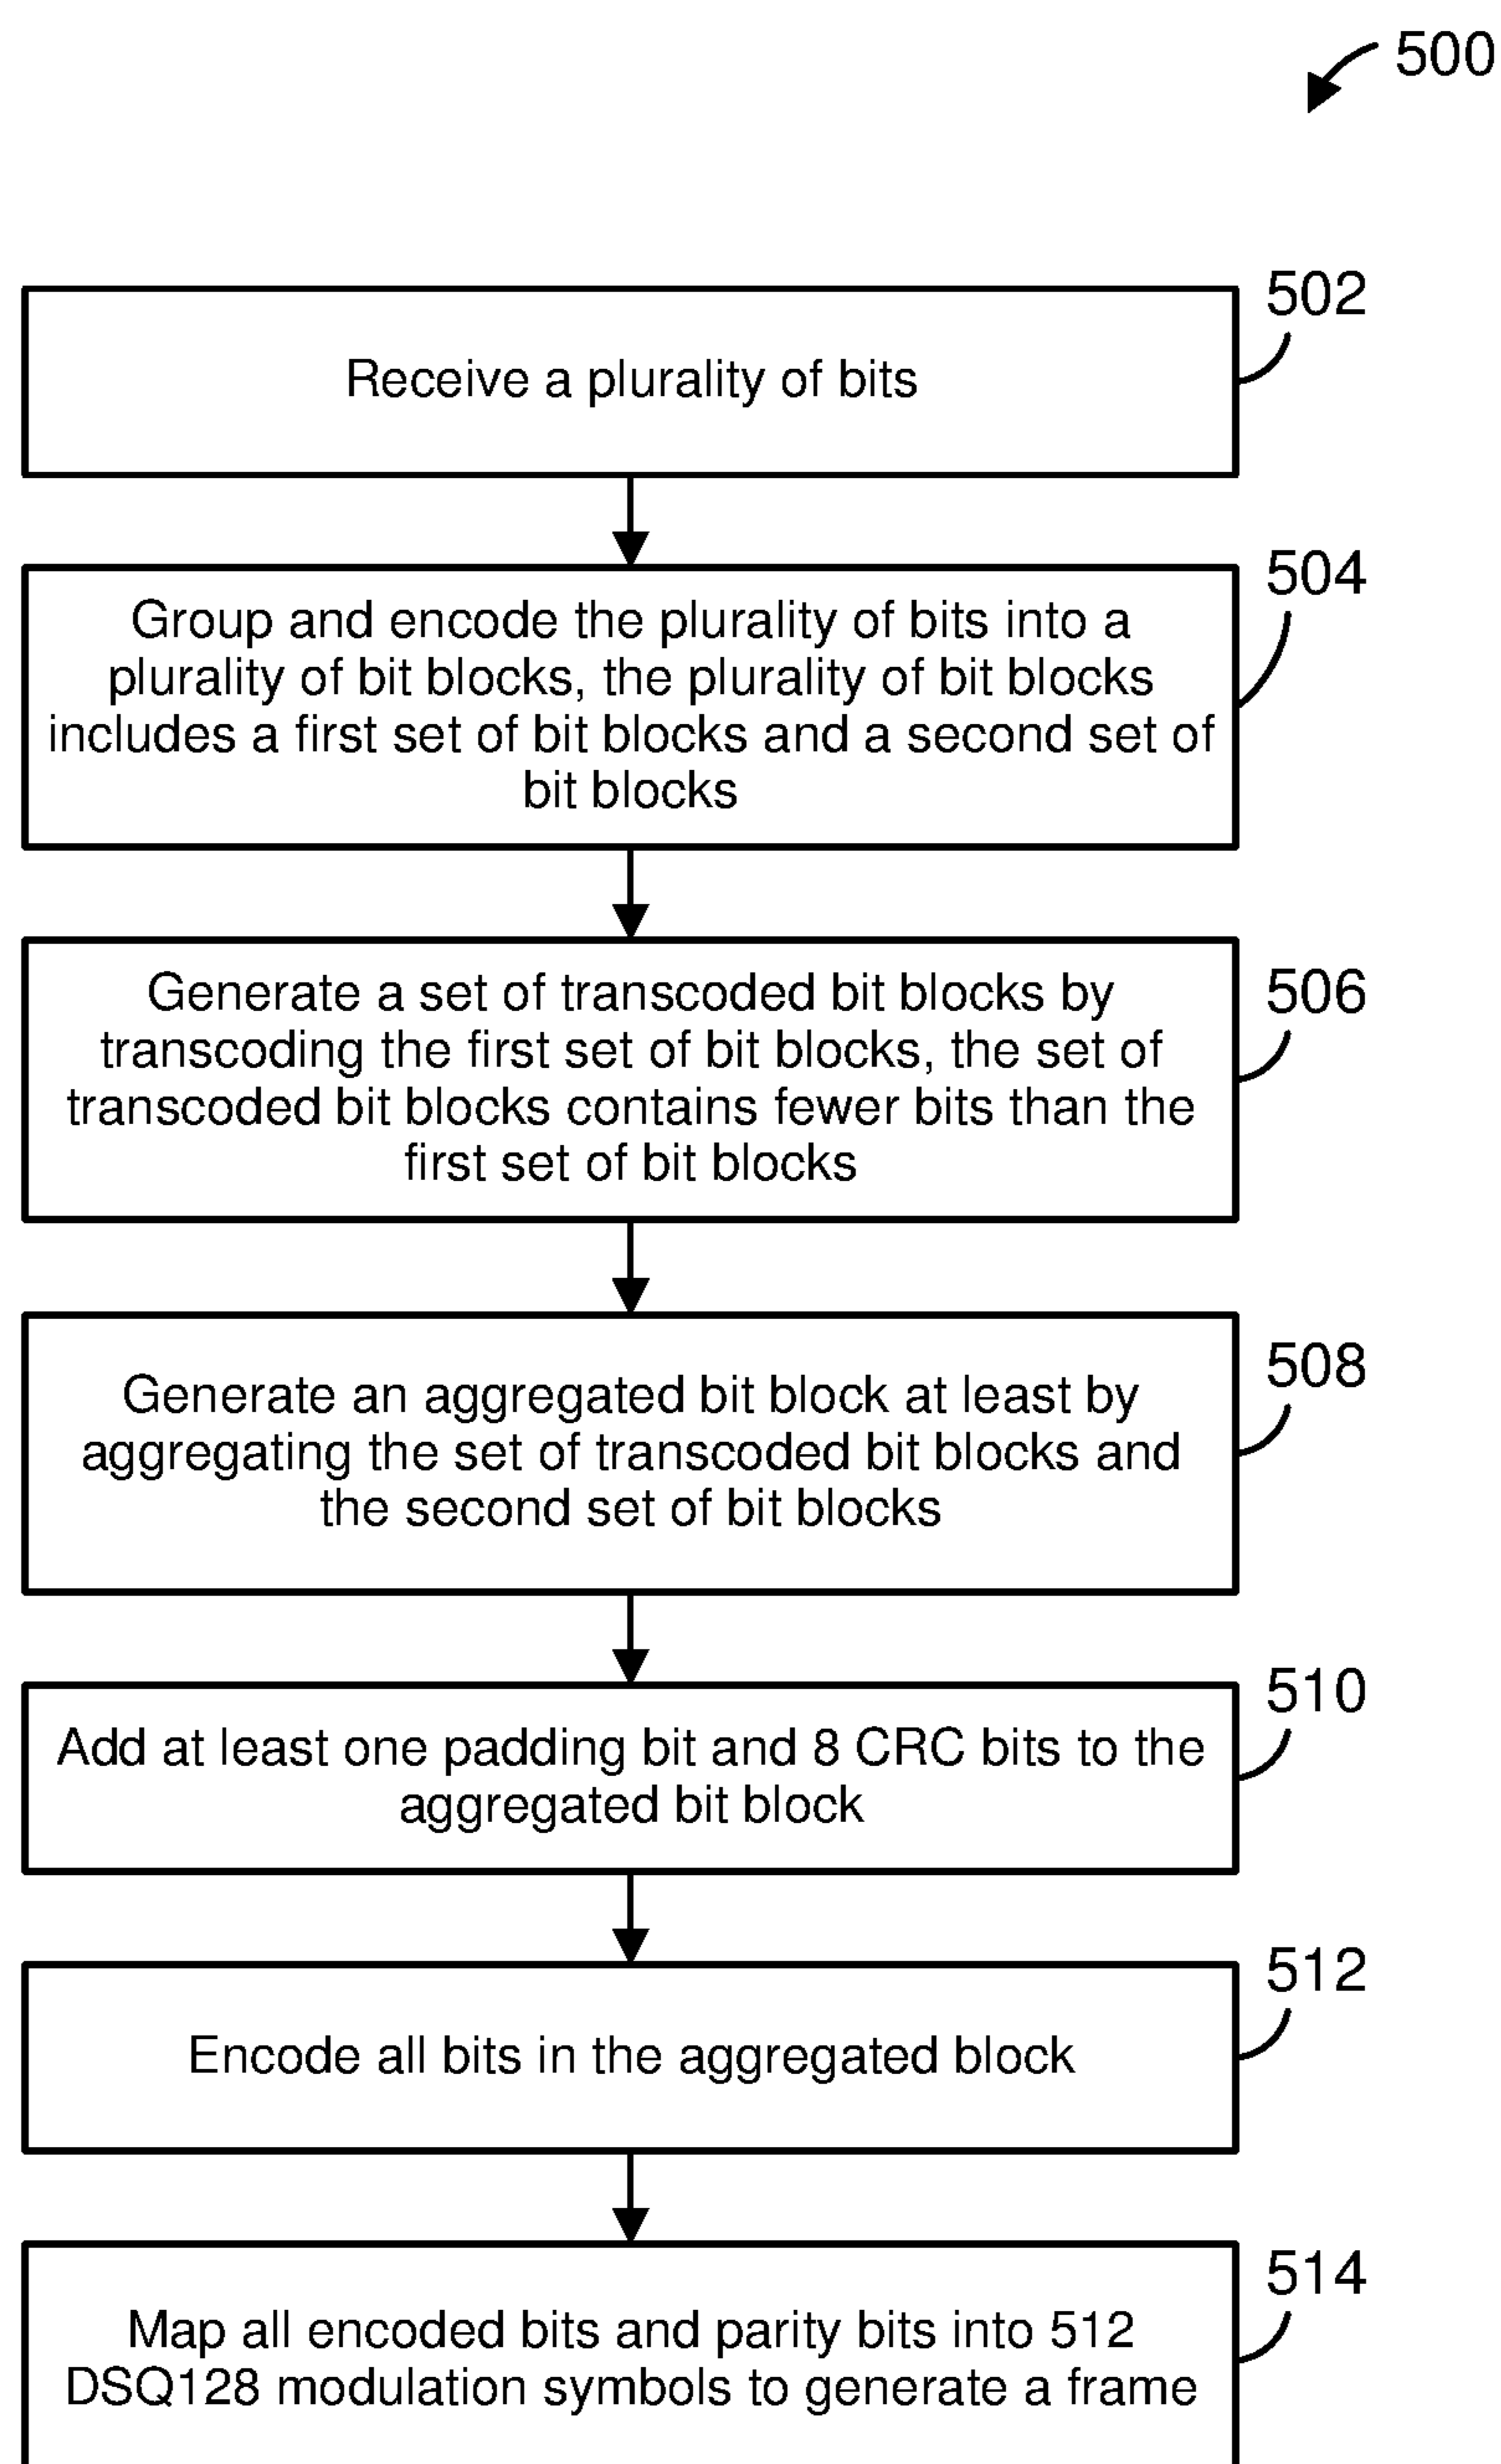 500
502
Receive a plurality of bits
504
Group and encode the plurality of bits into a
plurality of bit blocks, the plurality of bit blocks
includes a first set of bit blocks and a second set of
bit blocks
506
Generate a set of transcoded bit blocks by
transcoding the first set of bit blocks, the set of
transcoded bit blocks contains fewer bits than the
first set of bit blocks
508
Generate an aggregated bit block at least by
aggregating the set of transcoded bit blocks and
the second set of bit blocks
510
Add at least one padding bit and 8 CRC bits to the
aggregated bit block
512
Encode all bits in the aggregated block
514
Map all encoded bits and parity bits into 512
DSQ128 modulation symbols to generate a frame